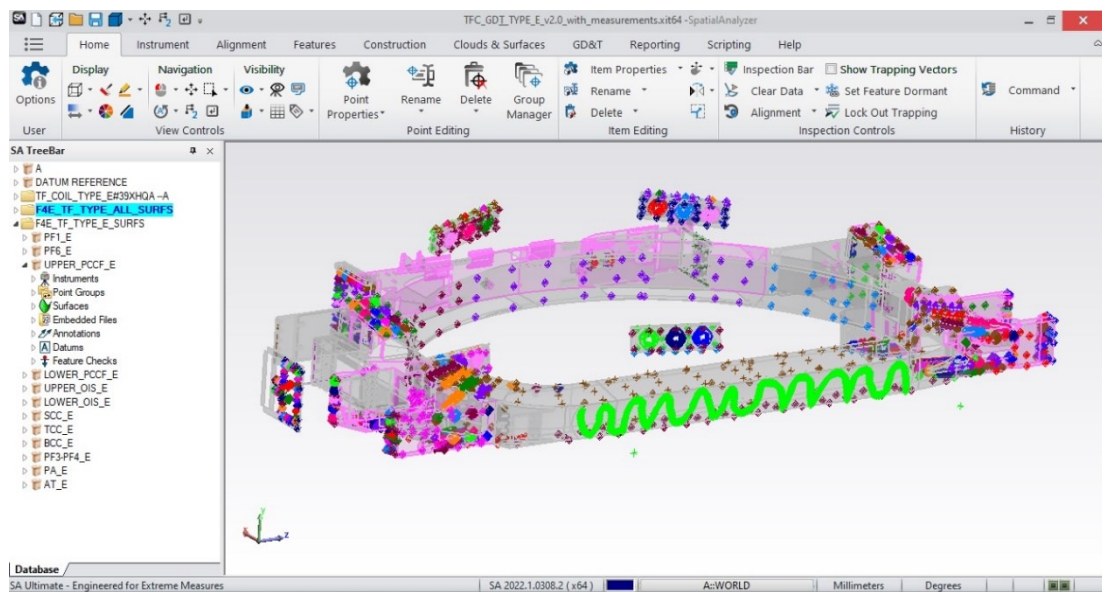 TFC_GDT_TYPE_E_v2.0_with_measurements.xit64 -SpatialAnalyzer
Home Instrument Alignment Features Construction Clouds & Surfaces GD&T Reporting Scripting Help
Display Navigation Visibility
Options
User
View Controls
Point Properties
Rename
Delete
Group Manager
Point Editing
Item Properties
Rename
Delete
Item Editing
Inspection Bar Show Trapping Vectors
Clear Data Set Feature Dormant
Alignment Lock Out Trapping
Inspection Controls
Command
History
SA TreeBar
A
DATUM REFERENCE
TF_COIL_TYPE_E#39XHQA --A
F4E_TF_TYPE_ALL_SURFS
F4E_TF_TYPE_E_SURFS
PF1_E
PF6_E
UPPER_PCCF_E
Instruments
Point Groups
Surfaces
Embedded Files
Annotations
Datums
Feature Checks
LOWER_PCCF_E
UPPER_OIS_E
LOWER_OIS_E
SCC_E
TCC_E
BCC_E
PF3-PF4_E
PA_E
AT_E
x y z
Database
SA Ultimate - Engineered for Extreme Measures SA 2022.1.0308.2 ( x64 ) A::WORLD Millimeters Degrees